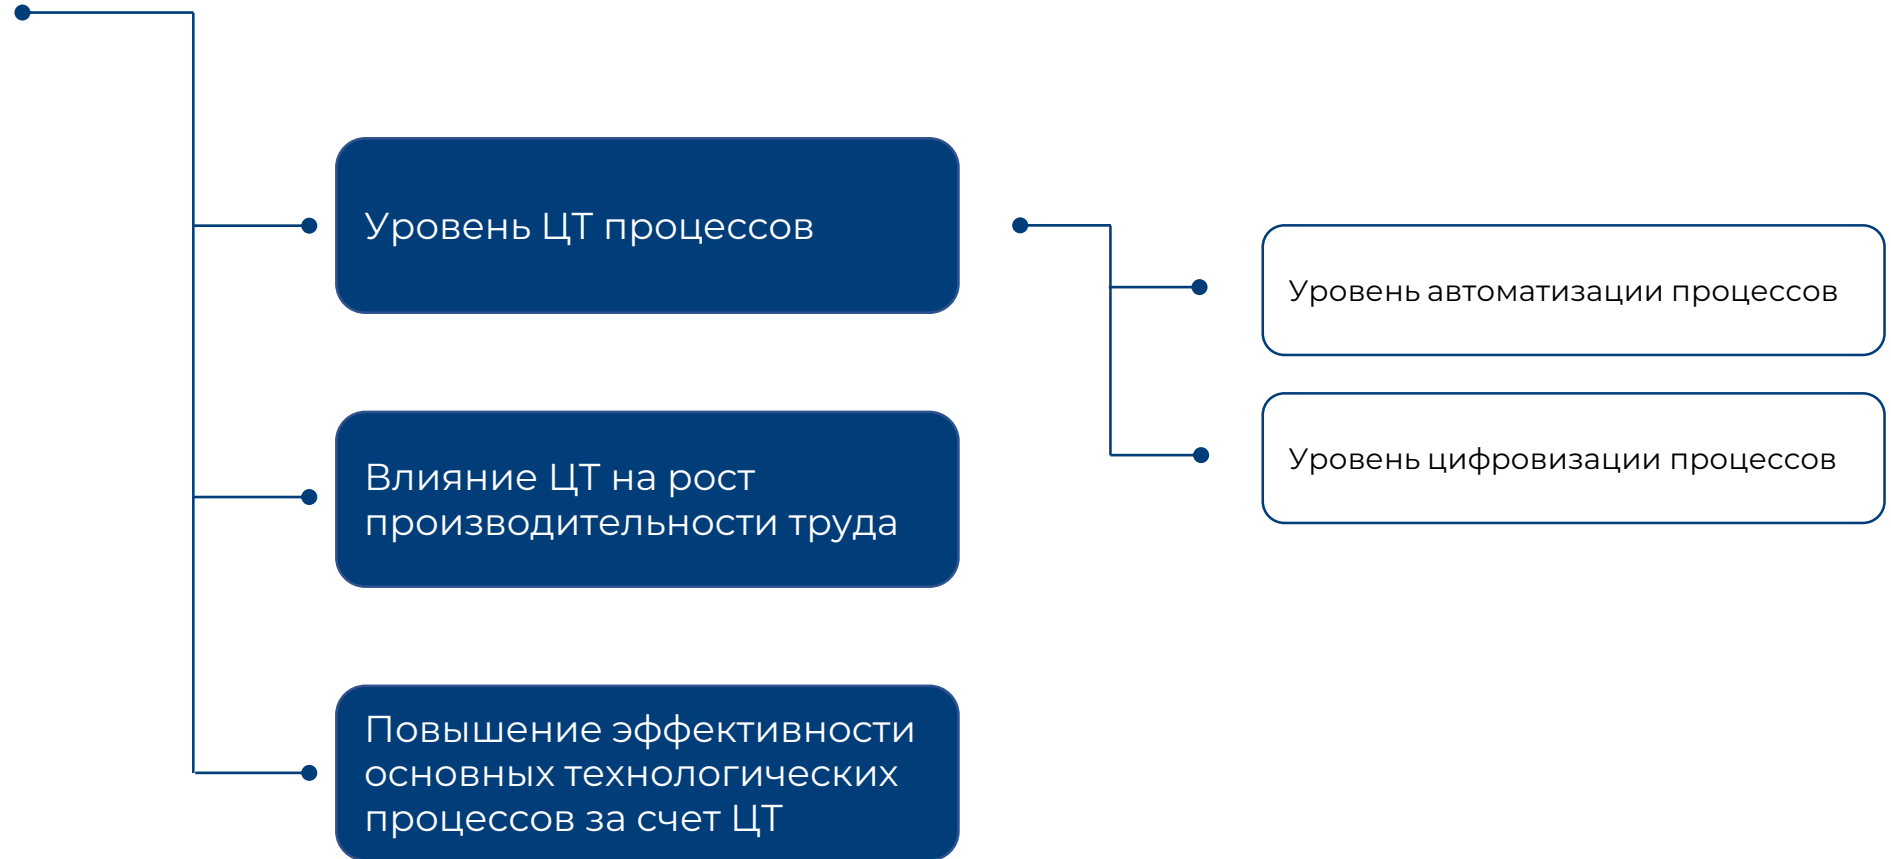 Уровень ЦТ процессов
Уровень автоматизации процессов
Уровень цифровизации процессов
Влияние ЦТ на рост
производительности труда
Повышение эффективности
основных технологических
процессов за счет ЦТ